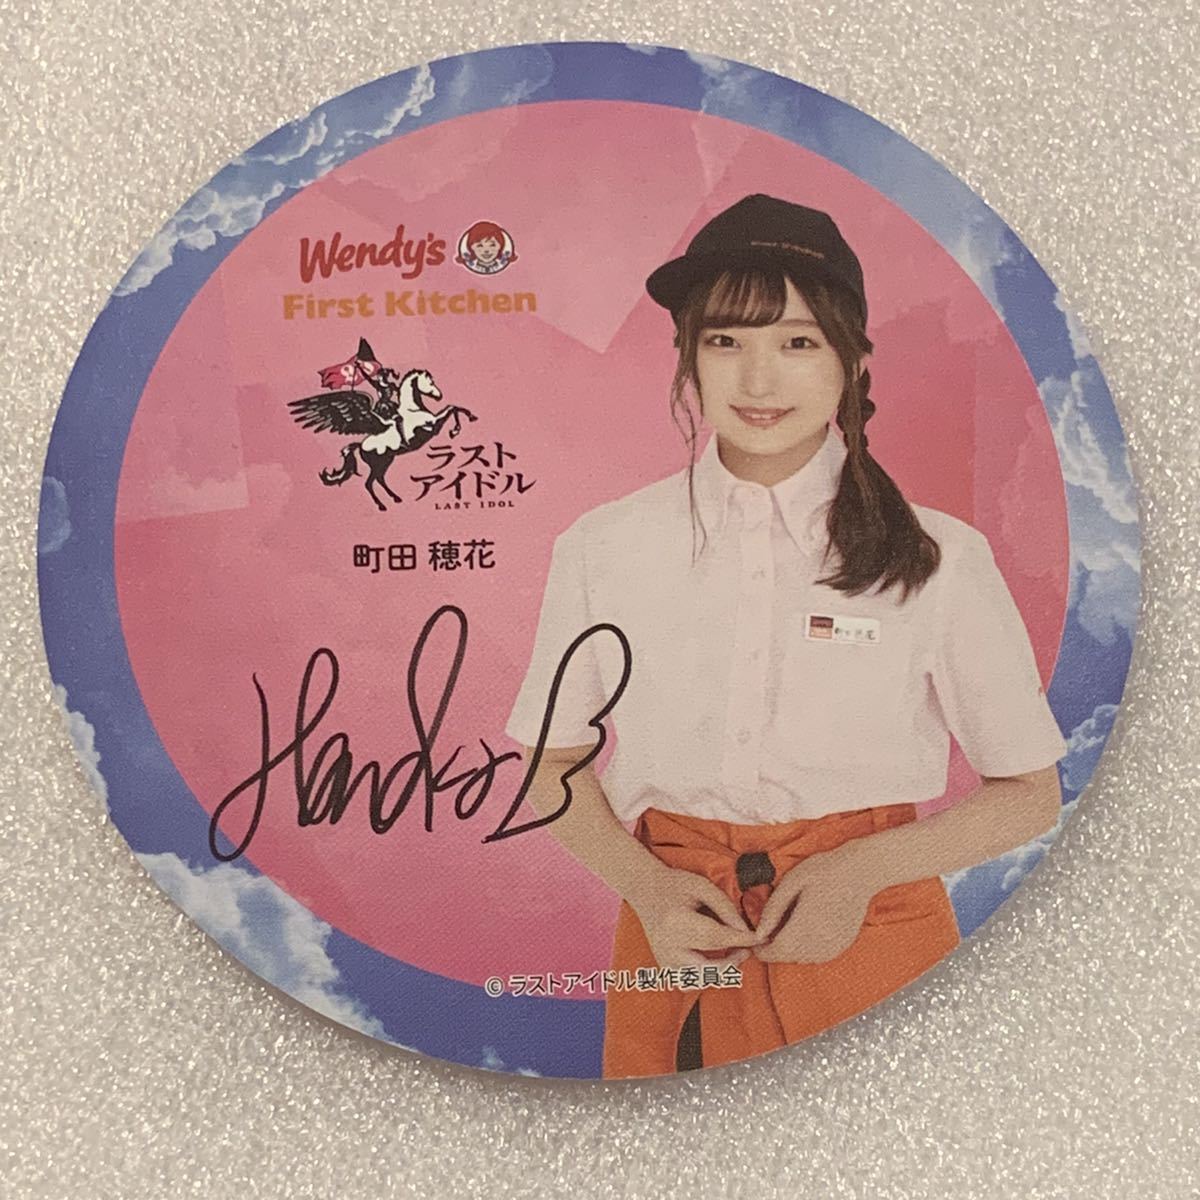 Wendy's
First Kitchen
ラスト
アイドル
LAST IDOL
町田 穂花
© ラストアイドル製作委員会